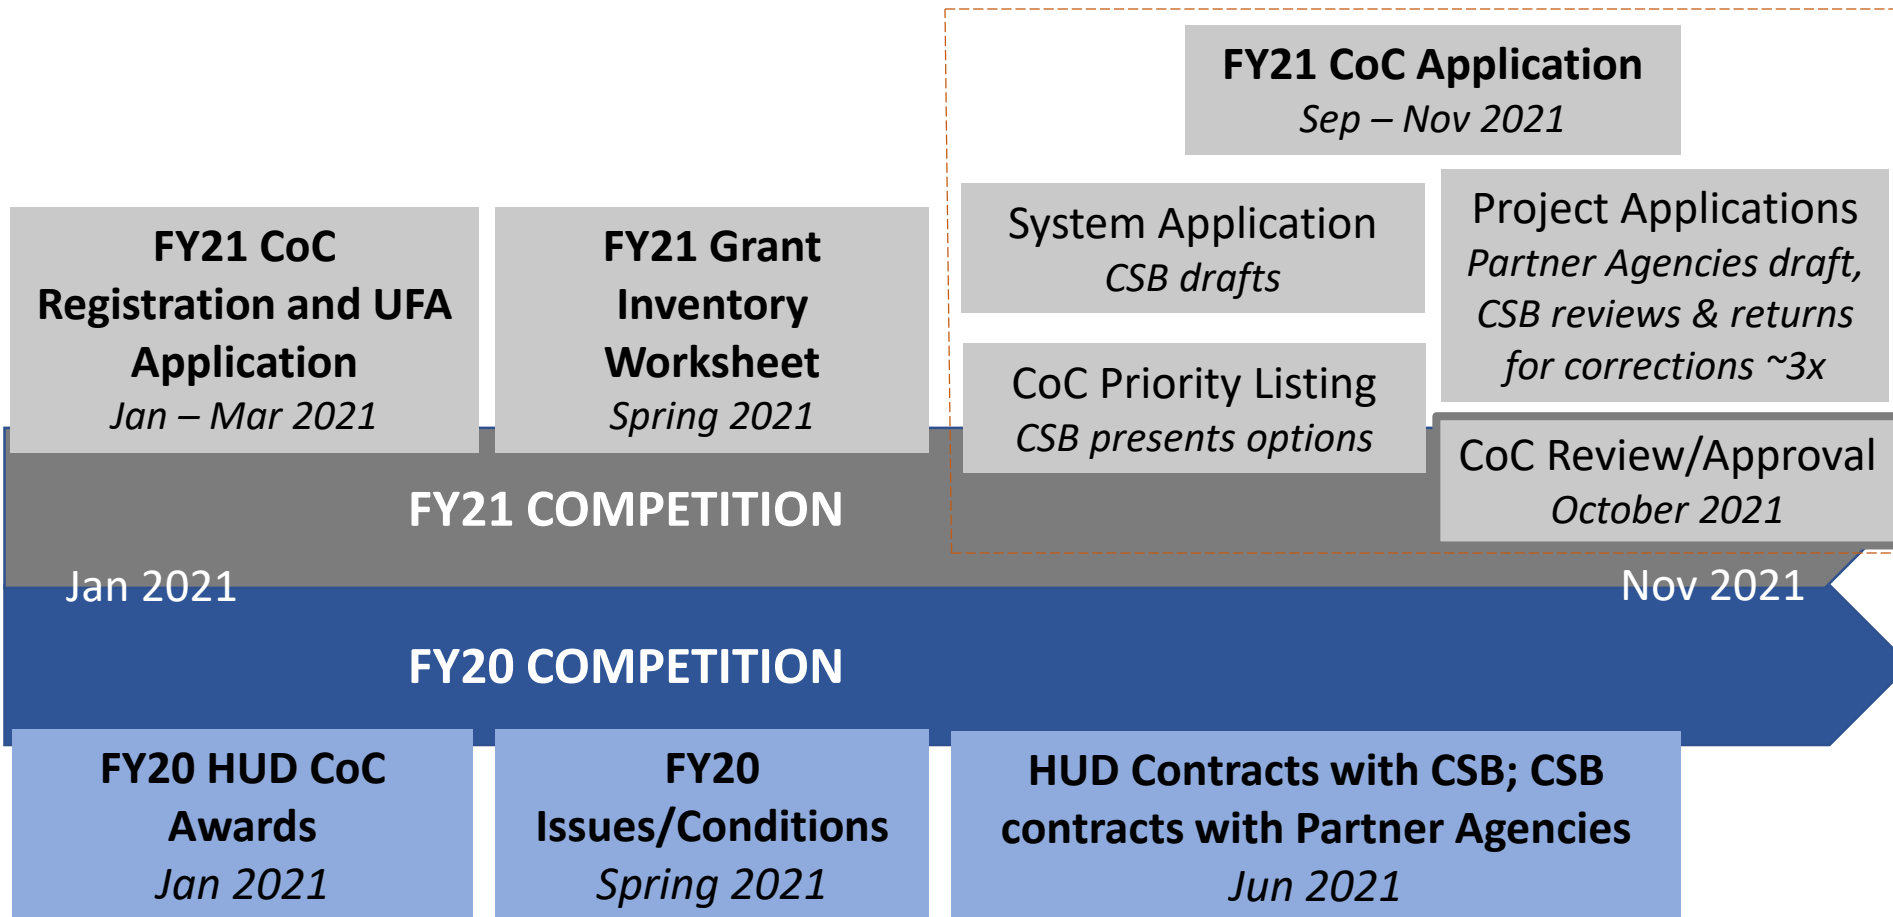 FY21 CoC Application
Sep – Nov 2021
FY21 CoC
Registration and UFA
Application
Jan – Mar 2021
FY21 Grant
Inventory
Worksheet
Spring 2021
System Application
CSB drafts
CoC Priority Listing
CSB presents options
Project Applications
Partner Agencies draft,
CSB reviews & returns
for corrections ~3x
CoC Review/Approval
October 2021
FY21 COMPETITION
Jan 2021
Nov 2021
FY20 COMPETITION
FY20 HUD CoC
Awards
Jan 2021
FY20
Issues/Conditions
Spring 2021
HUD Contracts with CSB; CSB
contracts with Partner Agencies
Jun 2021